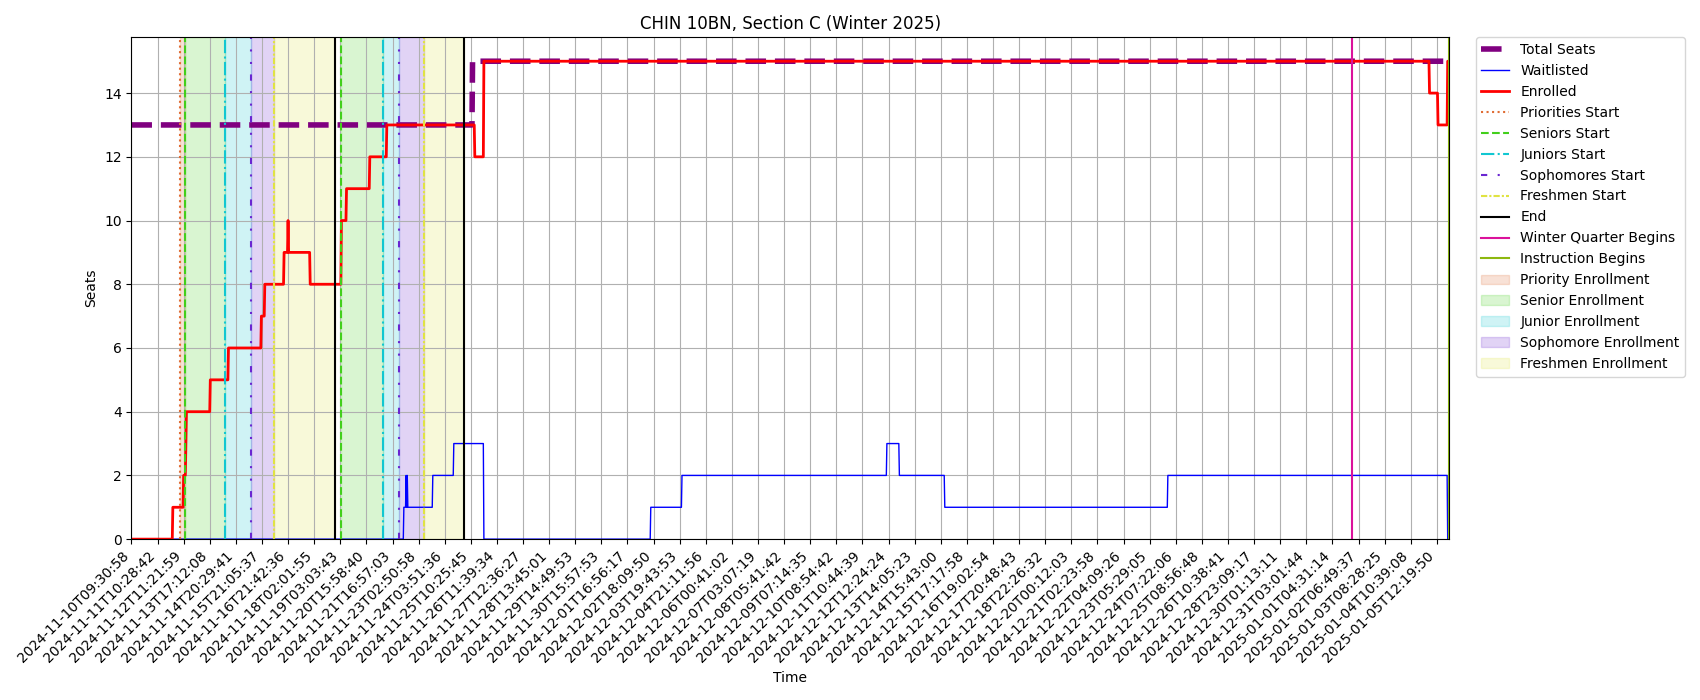 CHIN 10BN, Section C (Winter 2025)
Seats
14
12
10
8
6
4
2
0
2024-11-10T09:30:58
2024-11-11T10:28:42
2024-11-12T11:21:59
2024-11-13T17:12:08
2024-11-14T20:29:41
2024-11-15T21:05:37
2024-11-16T21:42:36
2024-11-18T02:01:55
2024-11-19T03:03:43
2024-11-20T15:58:40
2024-11-21T16:57:03
2024-11-23T02:50:58
2024-11-24T03:51:36
2024-11-25T10:25:45
2024-11-26T11:39:34
2024-11-27T12:36:27
2024-11-28T13:45:01
2024-11-29T14:49:53
2024-11-30T15:57:53
2024-12-01T16:56:17
2024-12-02T18:09:50
2024-12-03T19:43:53
2024-12-04T21:11:56
2024-12-06T00:41:02
2024-12-07T03:07:19
2024-12-08T05:41:42
2024-12-09T07:14:35
2024-12-10T08:54:42
2024-12-11T10:44:39
2024-12-12T12:24:24
2024-12-13T14:05:23
2024-12-14T15:43:00
2024-12-15T17:17:58
2024-12-16T19:02:54
2024-12-17T20:48:43
2024-12-18T22:26:32
2024-12-20T00:12:03
2024-12-21T02:23:58
2024-12-22T04:09:26
2024-12-23T05:29:05
2024-12-24T07:22:06
2024-12-25T08:56:48
2024-12-26T10:38:41
2024-12-28T23:09:17
2024-12-30T01:13:11
2024-12-31T03:01:44
2025-01-01T04:31:14
2025-01-02T06:49:37
2025-01-03T08:28:25
2025-01-04T10:39:08
2025-01-05T12:19:50
Time
Total Seats
Waitlisted
Enrolled
Priorities Start
Seniors Start
Juniors Start
Sophomores Start
Freshmen Start
End
Winter Quarter Begins
Instruction Begins
Priority Enrollment
Senior Enrollment
Junior Enrollment
Sophomore Enrollment
Freshmen Enrollment